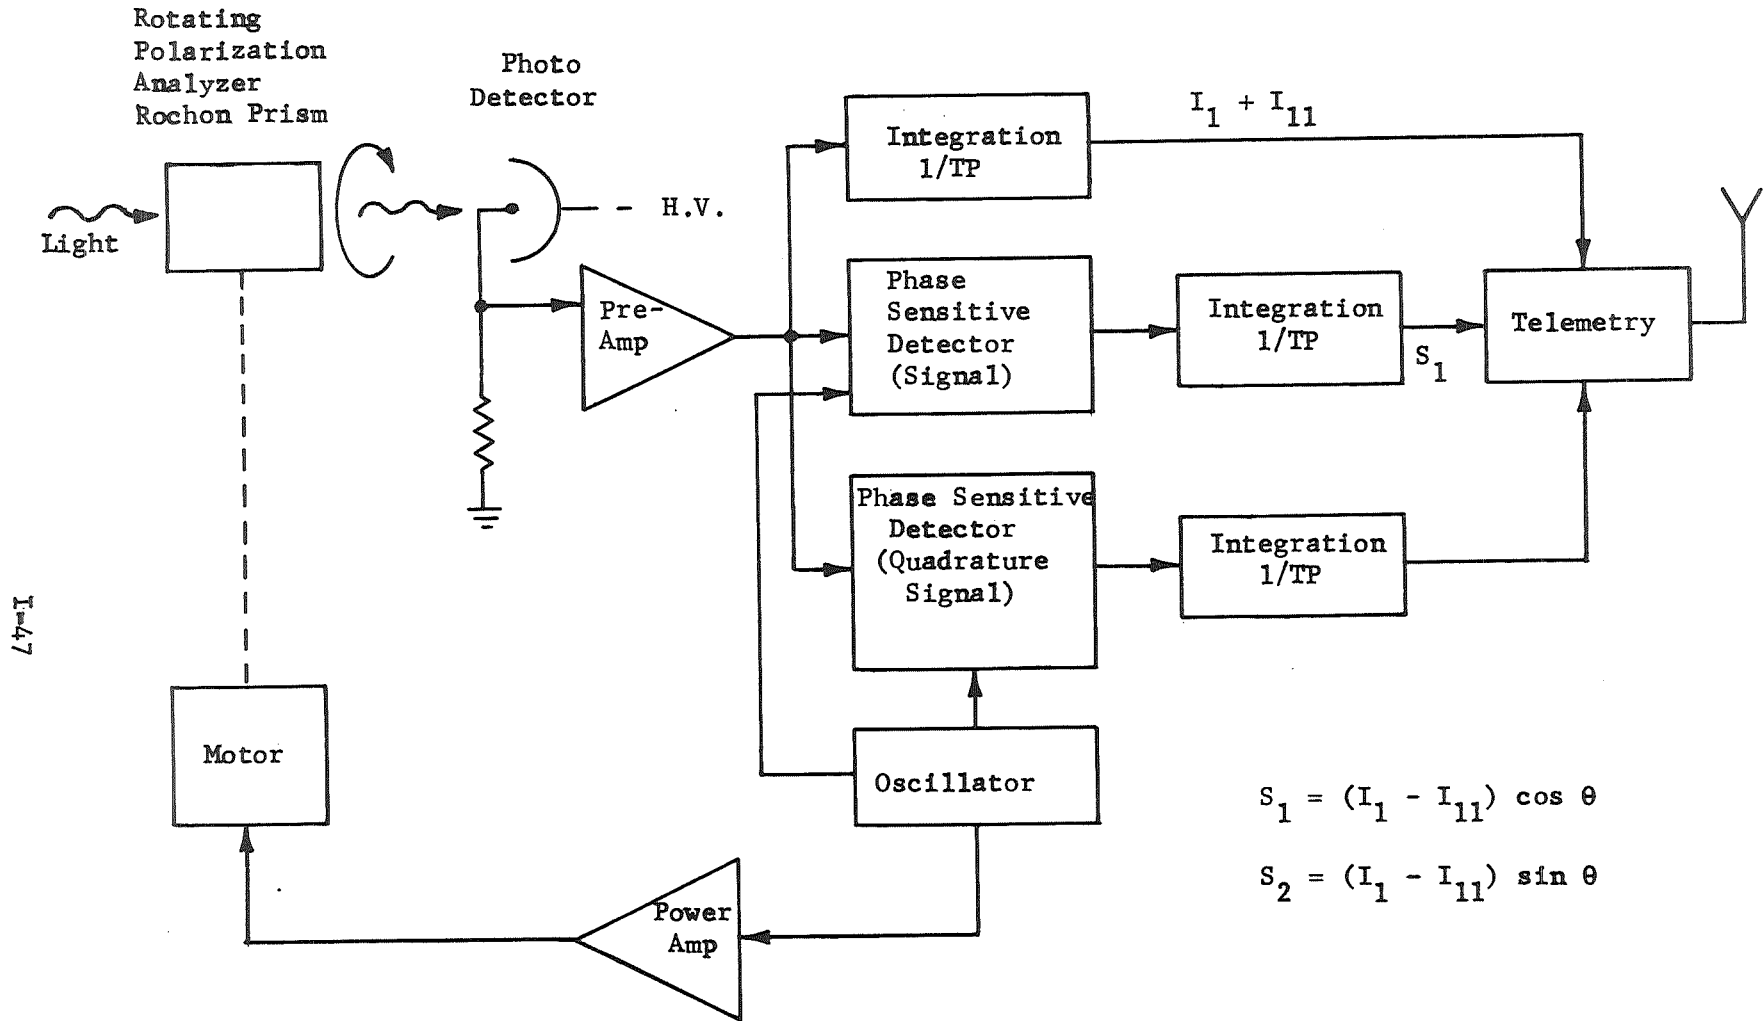 Rotating
Polarization
Analyzer
Rochon Prism
Photo
Detector
Light
H.V.
Pre-
Amp
Integration
1/TP
I₁ + I₁₁
Phase
Sensitive
Detector
(Signal)
Integration
1/TP
S₁
Telemetry
Phase Sensitive
Detector
(Quadrature
Signal)
Integration
1/TP
Motor
Oscillator
Power
Amp
S₁ = (I₁ - I₁₁) cos θ
S₂ = (I₁ - I₁₁) sin θ
I-47